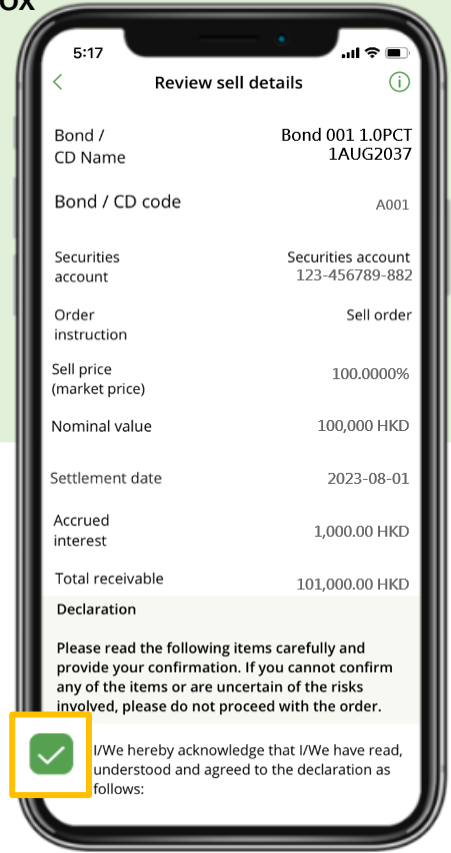 ox
5:17
Review sell details
Bond / Bond 001 1.0PCT
CD Name 1AUG2037
Bond / CD code A001
Securities Securities account
account 123-456789-882
Order Sell order
instruction
Sell price
(market price) 100.0000%
Nominal value 100,000 HKD
Settlement date 2023-08-01
Accrued
interest 1,000.00 HKD
Total receivable 101,000.00 HKD
Declaration
Please read the following items carefully and
provide your confirmation. If you cannot confirm
any of the items or are uncertain of the risks
involved, please do not proceed with the order.
I/We hereby acknowledge that I/We have read,
understood and agreed to the declaration as
follows: